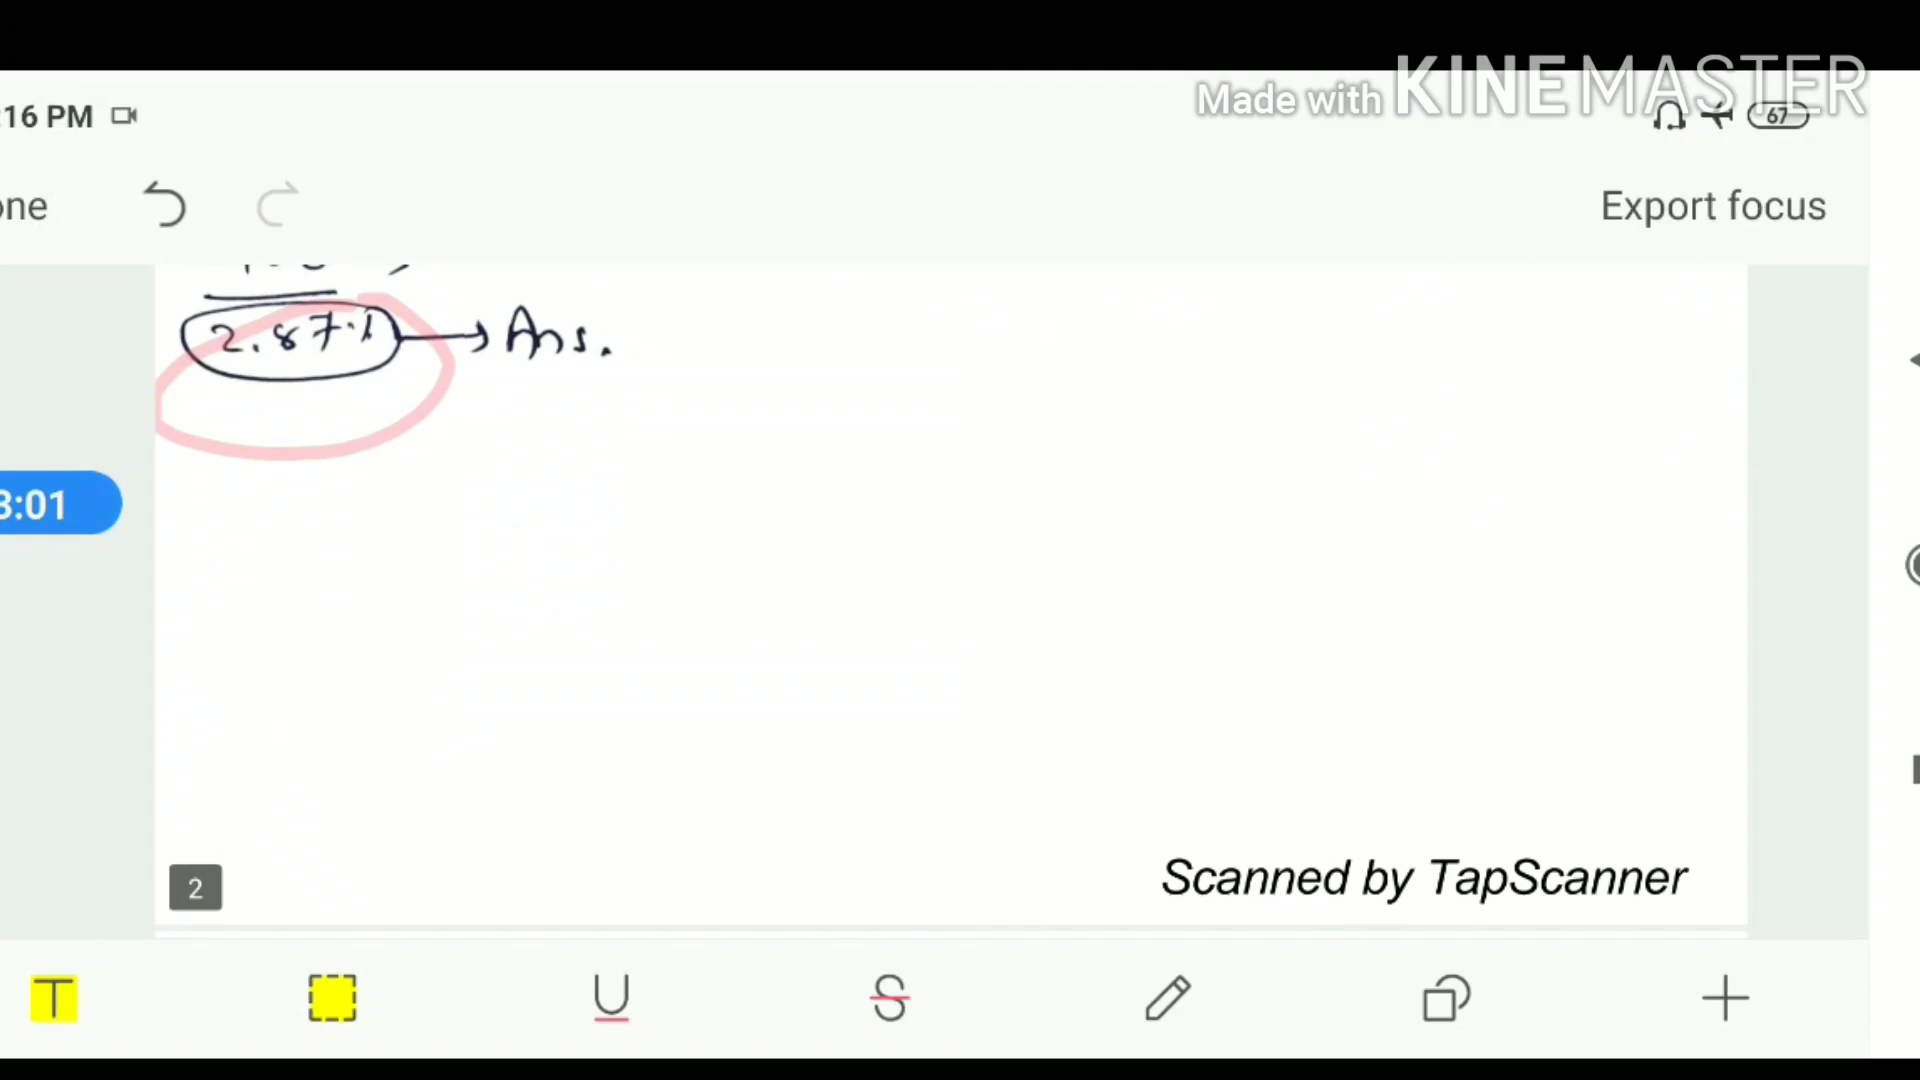 Made with KINEMASTER
:16 PM
67
one
Export focus
2.87% → Ans.
3:01
2
Scanned by TapScanner
T
U
S